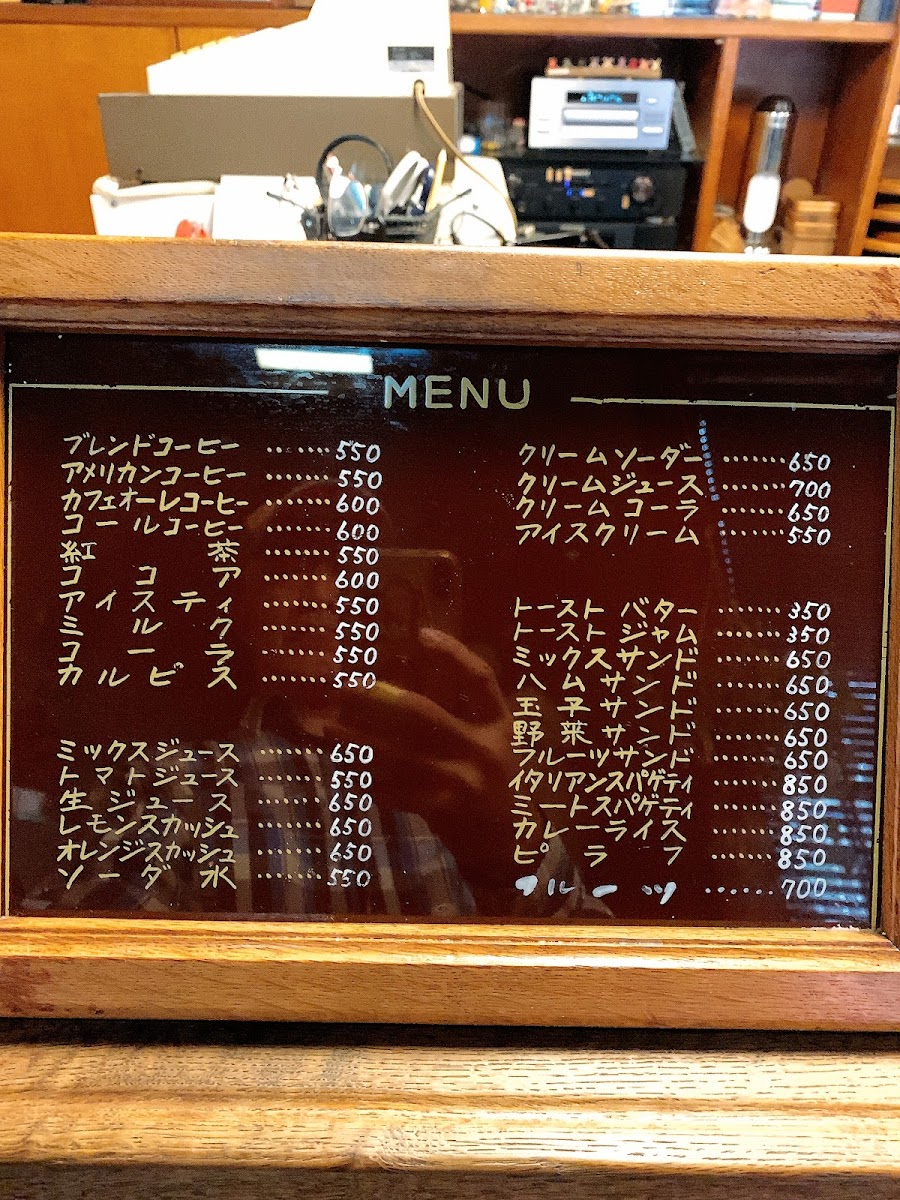 MENU
ブレンドコーヒー ……… 550
アメリカンコーヒー ……… 550
カフェオーレコーヒー ……… 600
コールコーヒー ……… 600
紅茶 ……… 550
ココア ……… 600
アイスティ ……… 550
ミルク ……… 550
コーラ ……… 550
カルピス ……… 550
ミックスジュース ……… 650
トマトジュース ……… 550
生ジュース ……… 650
レモンスカッシュ ……… 650
オレンジスカッシュ ……… 650
ソーダ水 ……… 550
クリームソーダー ……… 650
クリームジュース ……… 700
クリームコーラ ……… 650
アイスクリーム ……… 550
トーストバター ……… 350
トーストジャム ……… 350
ミックスサンド ……… 650
ハムサンド ……… 650
玉子サンド ……… 650
野菜サンド ……… 650
フルーツサンド ……… 650
イタリアンスパゲティ ……… 850
ミートスパゲティ ……… 850
カレーライス ……… 850
ピラフ ……… 850
フルーツ ……… 700